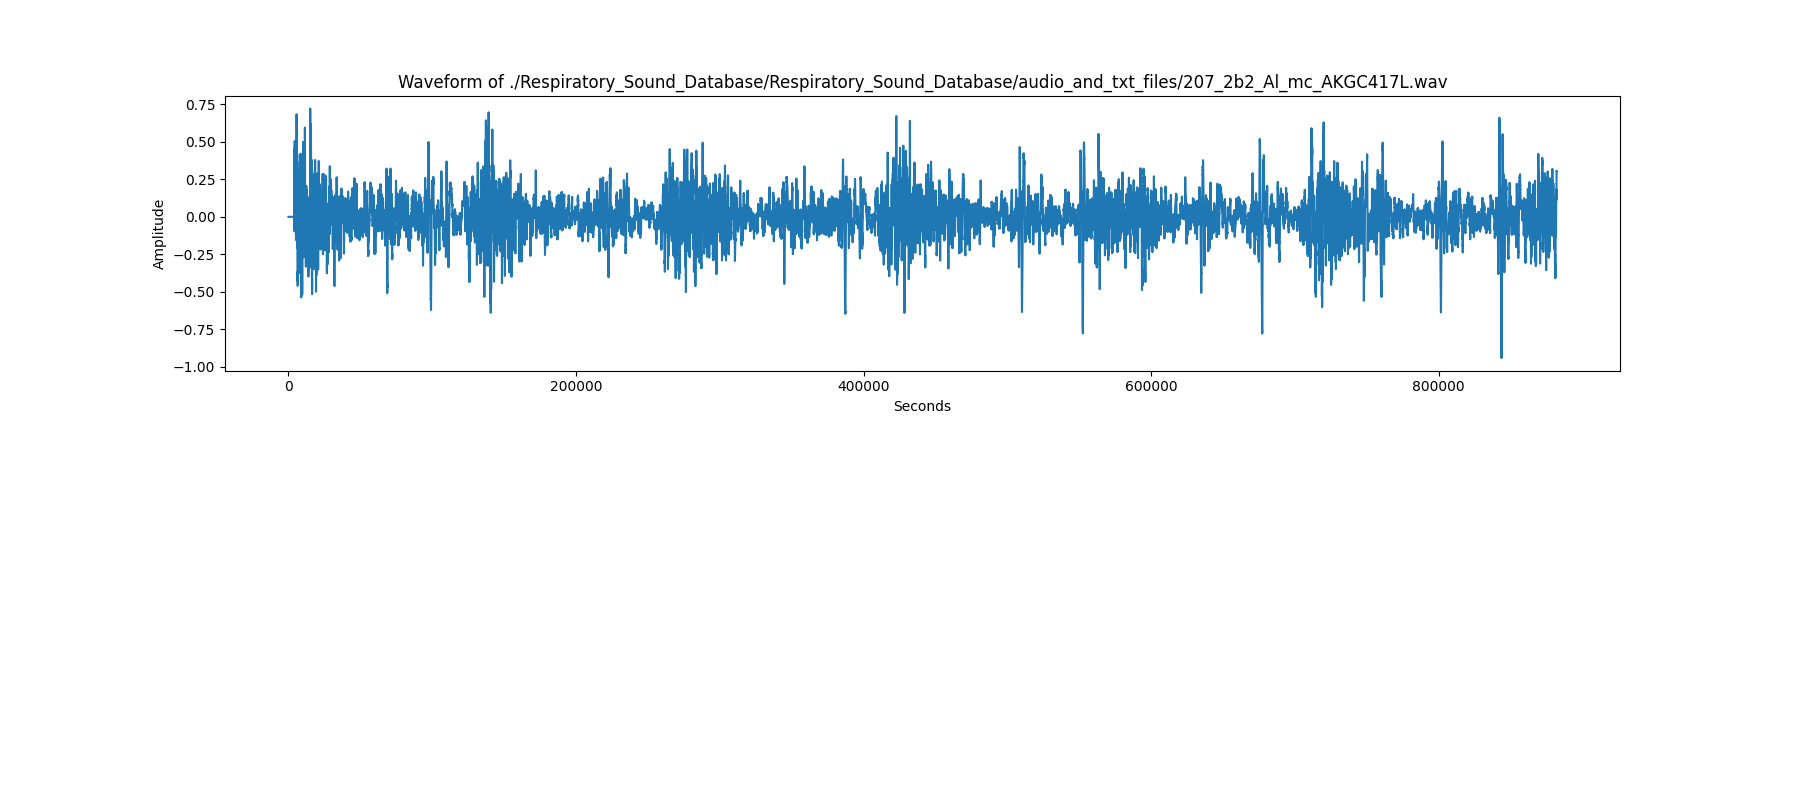 Waveform of ./Respiratory_Sound_Database/Respiratory_Sound_Database/audio_and_txt_files/207_2b2_Al_mc_AKGC417L.wav
0.75
0.50
0.25
0.00
−0.25
−0.50
−0.75
−1.00
Amplitude
0 200000 400000 600000 800000
Seconds